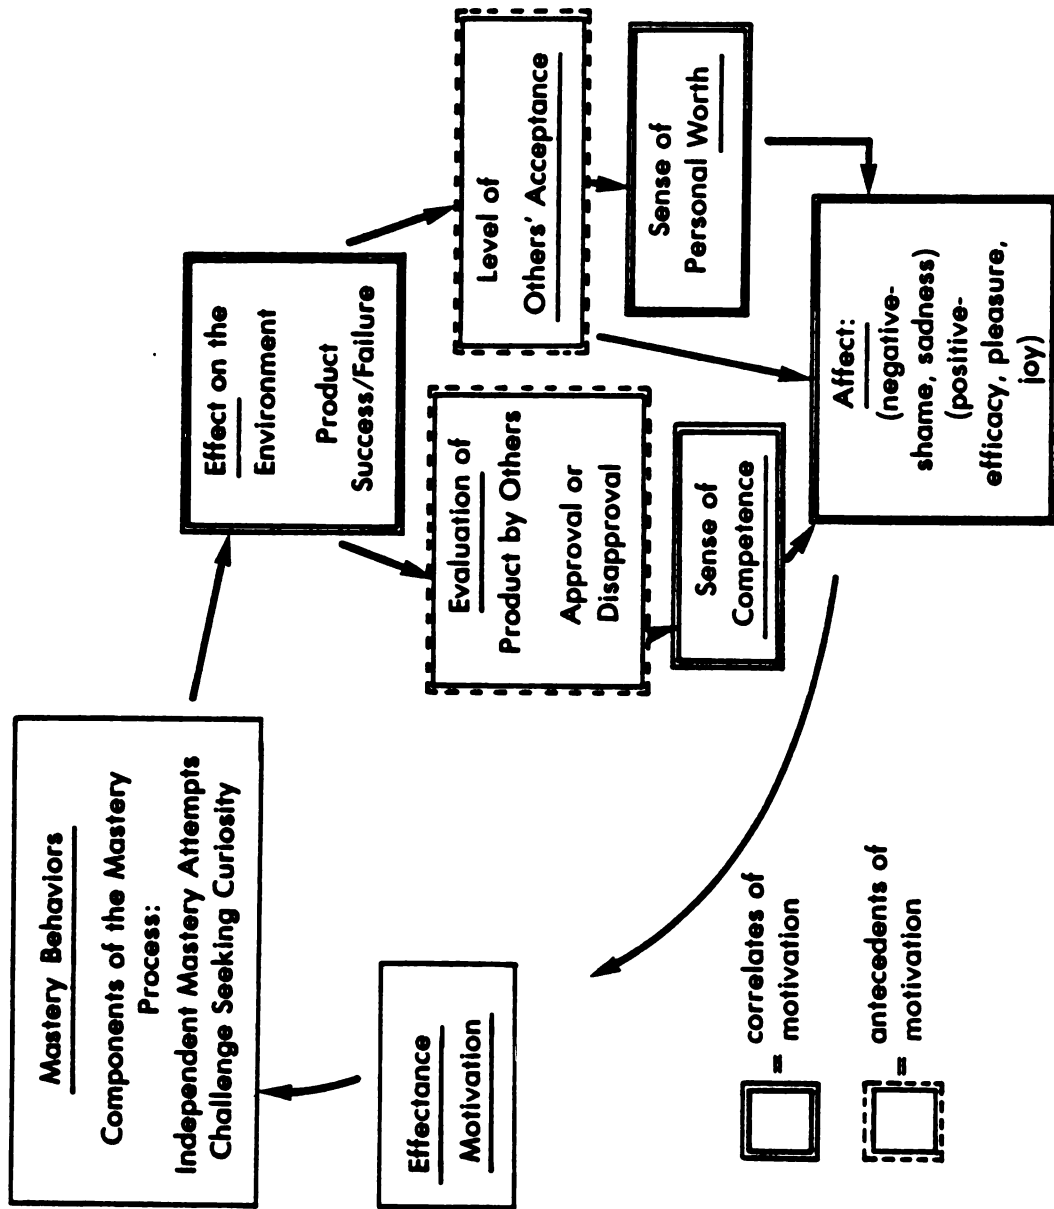 Mastery Behaviors
Components of the Mastery
Process:
Independent Mastery Attempts
Challenge Seeking Curiosity
Effect on the
Environment
Product
Success/Failure
Evaluation of
Product by Others
Approval or
Disapproval
Level of
Others' Acceptance
Sense of
Competence
Sense of
Personal Worth
Affect:
(negative-
shame, sadness)
(positive-
efficacy, pleasure,
joy)
Effectance
Motivation
= correlates of
motivation
= antecedents of
motivation